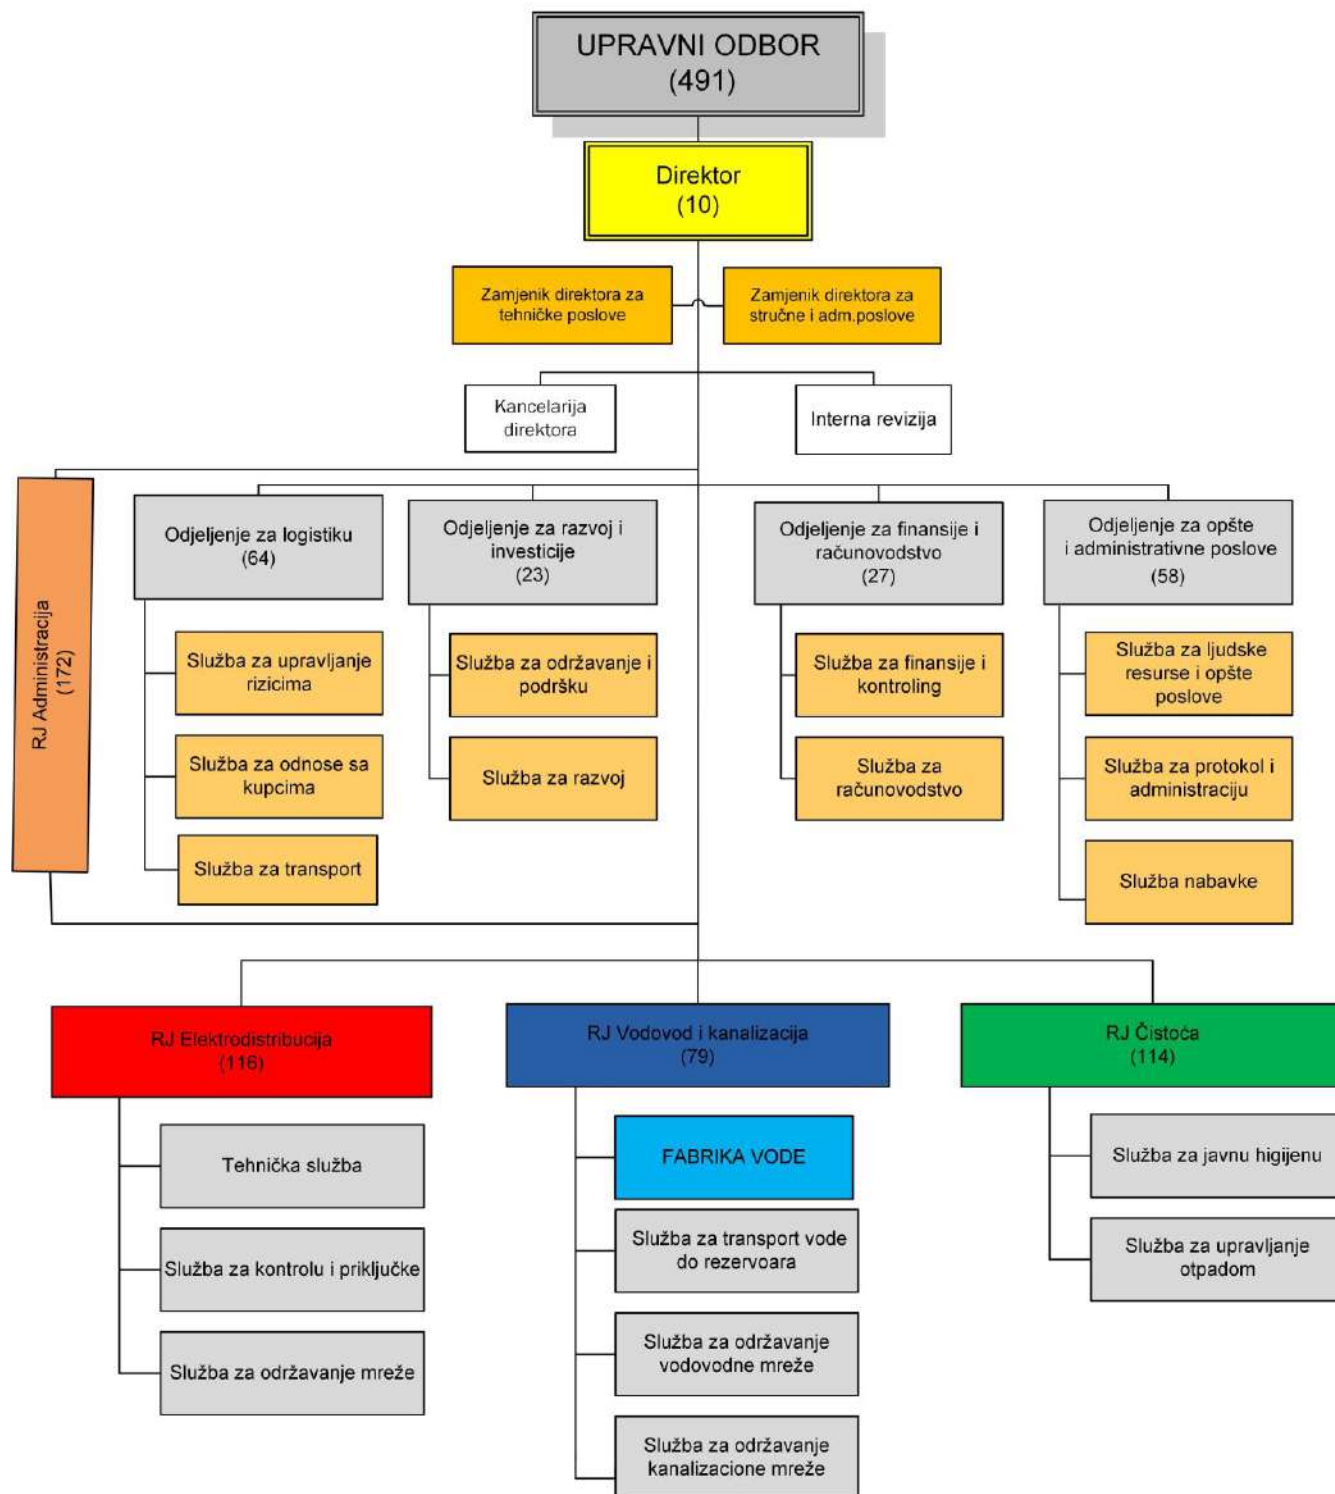 UPRAVNI ODBOR
(491)
Direktor
(10)
Zamjenik direktora za
tehničke poslove
Zamjenik direktora za
stručne i adm.poslove
Kancelarija
direktora
Interna revizija
RJ Administracija
(172)
Odjeljenje za logistiku
(64)
Odjeljenje za razvoj i
investicije
(23)
Odjeljenje za finansije i
računovodstvo
(27)
Odjeljenje za opšte
i administrativne poslove
(58)
Služba za upravljanje
rizicima
Služba za održavanje i
podršku
Služba za finansije i
kontroling
Služba za ljudske
resurse i opšte
poslove
Služba za odnose sa
kupcima
Služba za razvoj
Služba za
računovodstvo
Služba za protokol i
administraciju
Služba za transport
Služba nabavke
RJ Elektrodistribucija
(116)
RJ Vodovod i kanalizacija
(79)
RJ Čistoća
(114)
Tehnička služba
FABRIKA VODE
Služba za javnu higijenu
Služba za kontrolu i priključke
Služba za transport vode
do rezervoara
Služba za upravljanje
otpadom
Služba za održavanje mreže
Služba za održavanje
vodovodne mreže
Služba za održavanje
kanalizacione mreže